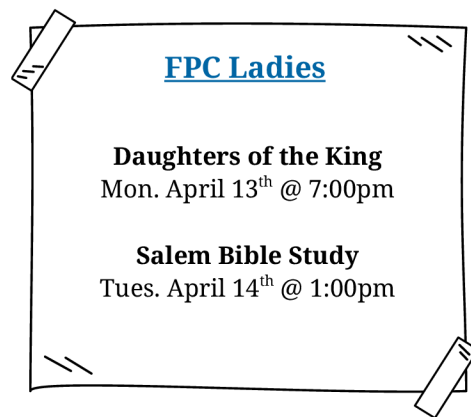 FPC Ladies
Daughters of the King
Mon. April 13th @ 7:00pm
Salem Bible Study
Tues. April 14th @ 1:00pm